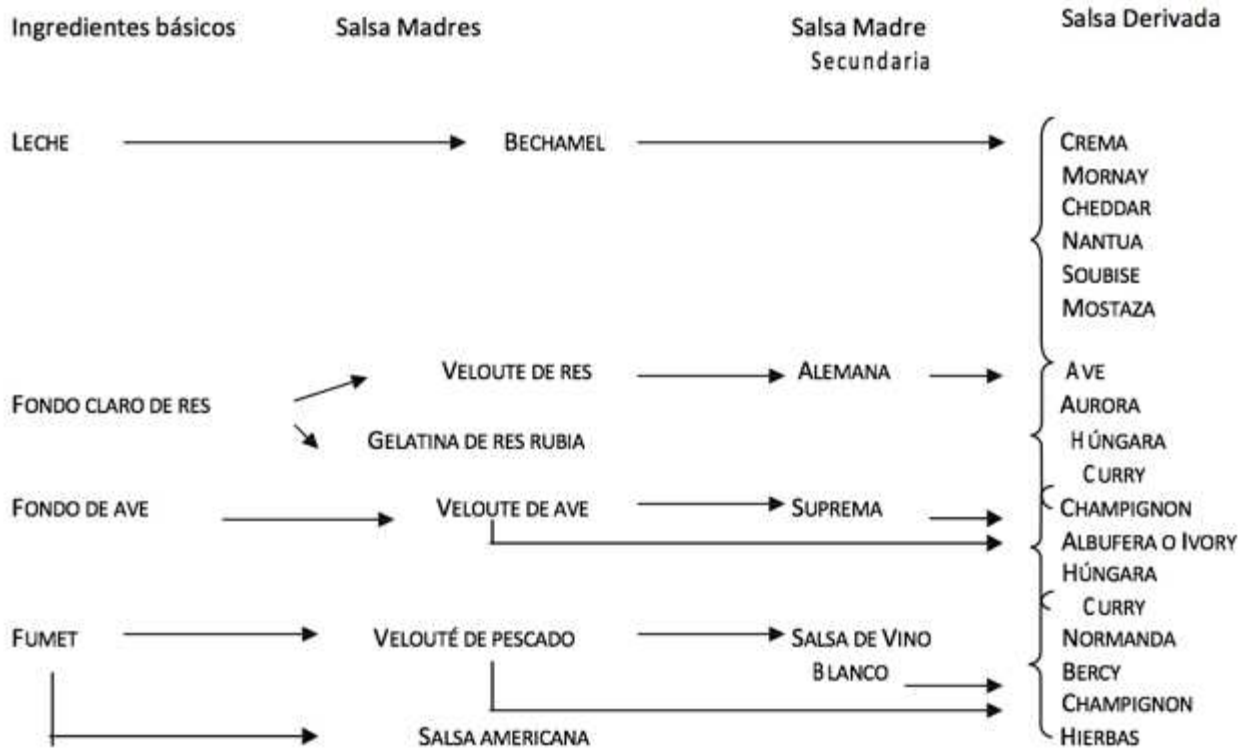 Ingredientes básicos Salsa Madres Salsa Madre Salsa Derivada
Secundaria
LECHE BECHAMEL CREMA
MORNAY
CHEDDAR
NANTUA
SOUBISE
MOSTAZA
VELOUTE DE RES ALEMANA AVE
FONDO CLARO DE RES AURORA
GELATINA DE RES RUBIA HÚNGARA
CURRY
FONDO DE AVE VELOUTE DE AVE SUPREMA CHAMPIGNON
ALBUFERA O IVORY
HÚNGARA
CURRY
FUMET VELOUTÉ DE PESCADO SALSA DE VINO NORMANDA
BLANCO BERCY
CHAMPIGNON
SALSA AMERICANA HIERBAS